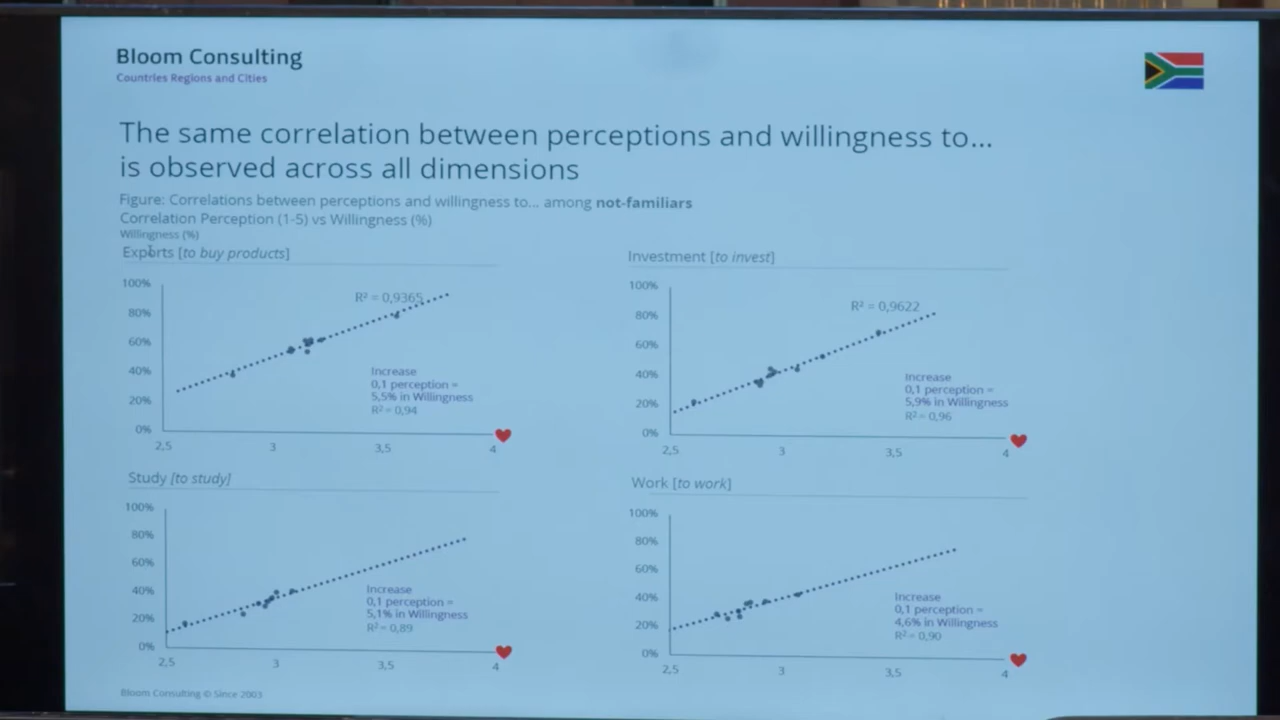 Bloom Consulting
Countries Regions and Cities
The same correlation between perceptions and willingness to...
is observed across all dimensions
Figure: Correlations between perceptions and willingness to... among not-familiars
Correlation Perception (1-5) vs Willingness (%)
Willingness (%)
Exports [to buy products]
100%
80%
60%
40%
20%
0%
2,5
3
3,5
4
R² = 0,9365
Increase
0,1 perception =
5,5% in Willingness
R²= 0,94
Investment [to invest]
100%
80%
60%
40%
20%
0%
2,5
3
3,5
4
R² = 0,9622
Increase
0,1 perception =
5,9% in Willingness
R²= 0,96
Study [to study]
100%
80%
60%
40%
20%
0%
2,5
3
3,5
4
Increase
0,1 perception =
5,1% in Willingness
R²= 0,89
Work [to work]
100%
80%
60%
40%
20%
0%
2,5
3
3,5
4
Increase
0,1 perception =
4,6% in Willingness
R²= 0,90
Bloom Consulting © Since 2003